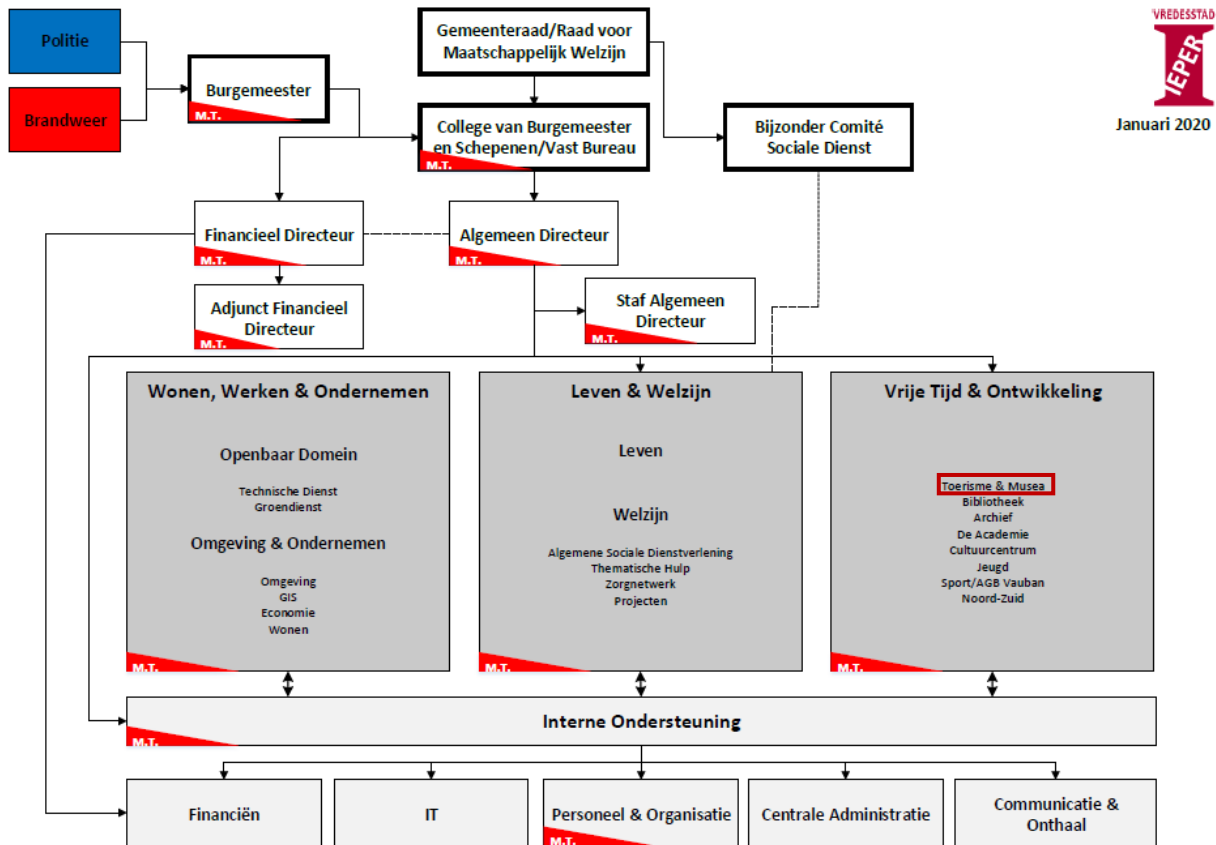 Politie
Brandweer
Burgemeester
M.T.
Gemeenteraad/Raad voor
Maatschappelijk Welzijn
College van Burgemeester
en Schepenen/Vast Bureau
M.T.
Bijzonder Comité
Sociale Dienst
VREDESSTAD
IEPER
Januari 2020
Financieel Directeur
M.T.
Algemeen Directeur
M.T.
Adjunct Financieel
Directeur
M.T.
Staf Algemeen
Directeur
M.T.
Wonen, Werken & Ondernemen
Openbaar Domein
Technische Dienst
Groendienst
Omgeving & Ondernemen
Omgeving
GIS
Economie
Wonen
M.T.
Leven & Welzijn
Leven
Welzijn
Algemene Sociale Dienstverlening
Thematische Hulp
Zorgnetwerk
Projecten
M.T.
Vrije Tijd & Ontwikkeling
Toerisme & Musea
Bibliotheek
Archief
De Academie
Cultuurcentrum
Jeugd
Sport/AGB Vauban
Noord-Zuid
M.T.
Interne Ondersteuning
M.T.
Financiën
IT
Personeel & Organisatie
M.T.
Centrale Administratie
Communicatie &
Onthaal